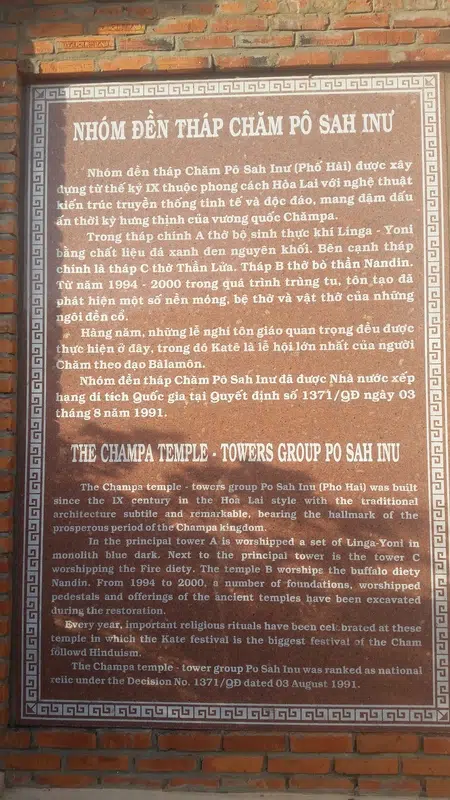 NHÓM ĐỀN THÁP CHĂM PÔ SAH INƯ
Nhóm đền tháp Chăm Pô Sah Inư (Phố Hài) được xây
dựng từ thế kỷ IX thuộc phong cách Hòa Lai với nghệ thuật
kiến trúc truyền thống tinh tế và độc đáo, mang đậm dấu
ấn thời kỳ hưng thịnh của vương quốc Chămpa.
Trong tháp chính A thờ bộ sinh thực khí Linga - Yoni
bằng chất liệu đá xanh đen nguyên khối. Bên cạnh tháp
chính là tháp C thờ Thần Lửa. Tháp B thờ bò thần Nandin.
Từ năm 1994 - 2000 trong quá trình trùng tu, tôn tạo đã
phát hiện một số nền móng, bệ thờ và vật thờ của những
ngôi đền cổ.
Hàng năm, những lễ nghi tôn giáo quan trọng đều được
thực hiện ở đây, trong đó Katê là lễ hội lớn nhất của người
Chăm theo đạo Bàlamôn.
Nhóm đền tháp Chăm Pô Sah Inư đã được Nhà nước xếp
hạng di tích Quốc gia tại Quyết định số 1371/QĐ ngày 03
tháng 8 năm 1991.
THE CHAMPA TEMPLE - TOWERS GROUP PO SAH INU
The Champa temple - towers group Po Sah Inu (Pho Hai) was built
since the IX century in the Hoa Lai style with the traditional
architecture subtile and remarkable, bearing the hallmark of the
prosperous period of the Champa kingdom.
In the principal tower A is worshipped a set of Linga-Yoni in
monolith blue dark. Next to the principal tower is the tower C
worshipping the Fire diety. The temple B worships the buffalo diety
Nandin. From 1994 to 2000, a number of foundations, worshipped
pedestals and offerings of the ancient temples have been excavated
during the restoration.
Every year, important religious rituals have been celebrated at these
temple in which the Kate festival is the biggest festival of the Cham
followd Hinduism.
The Champa temple - tower group Po Sah Inu was ranked as national
relic under the Decision No. 1371/QĐ dated 03 August 1991.